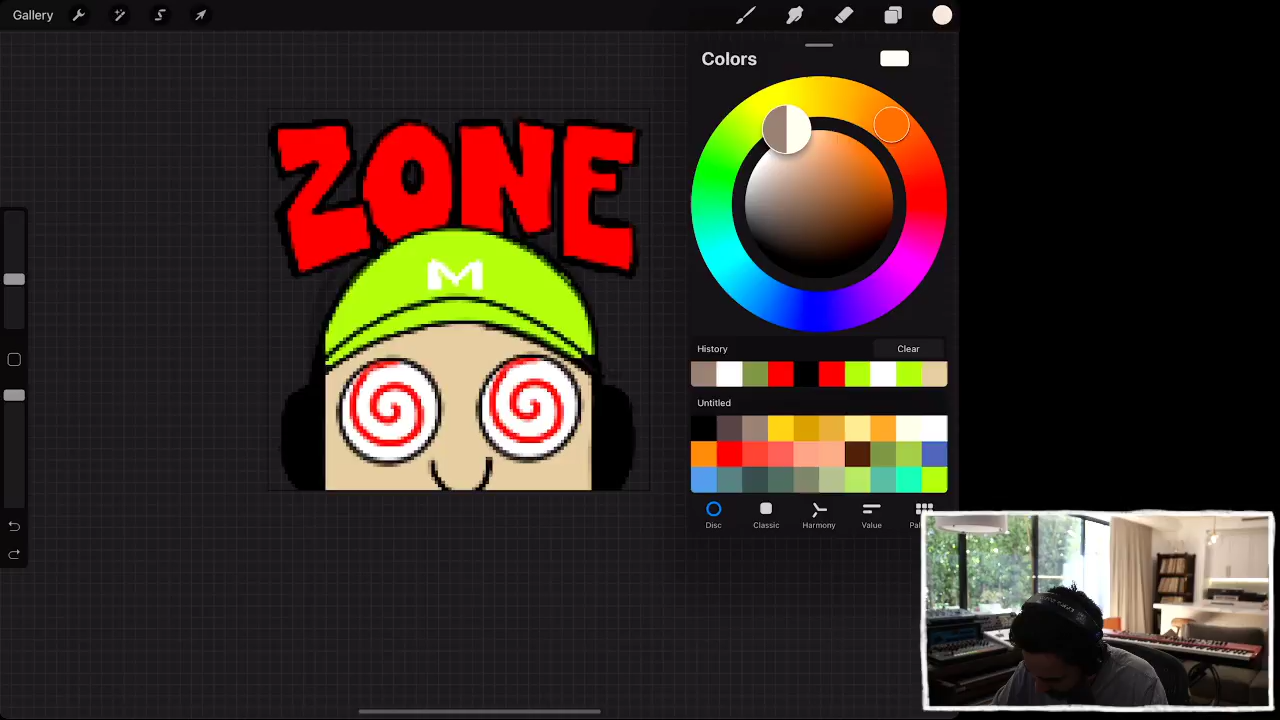 Gallery
Colors
ZONE
M
History
Clear
Untitled
Disc
Classic
Harmony
Value